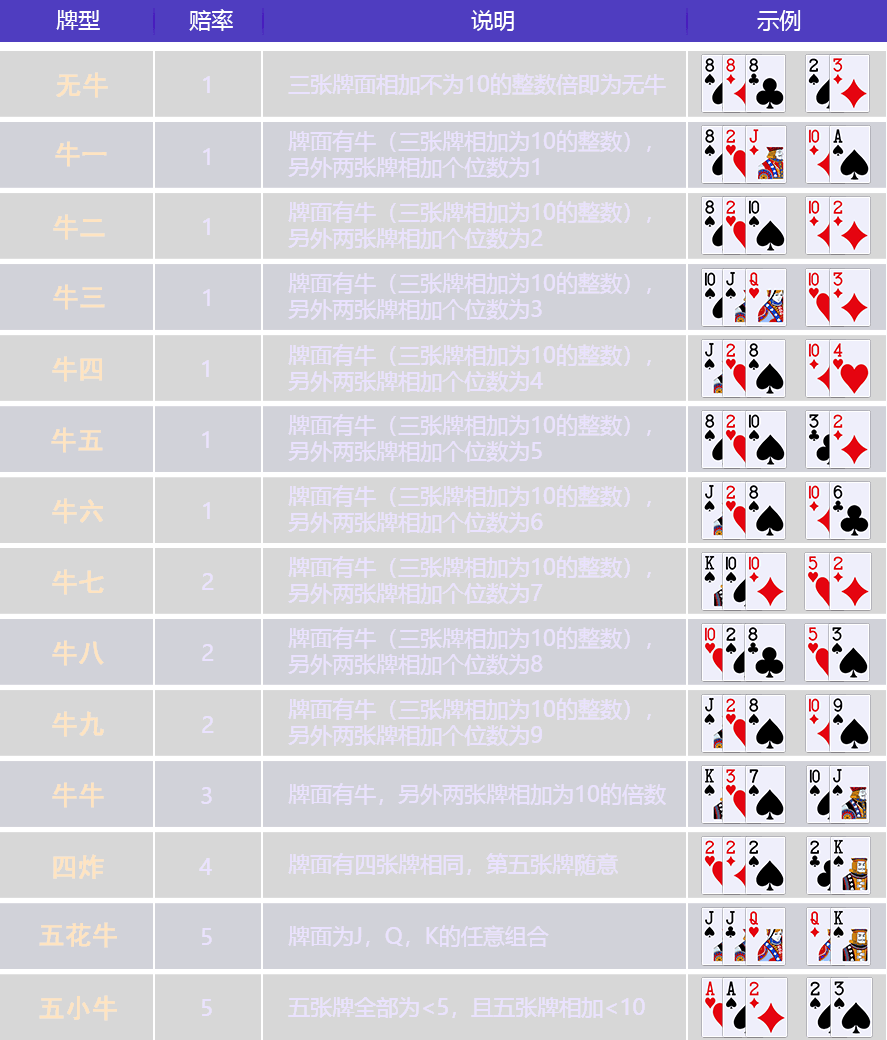 牌型 赔率 说明 示例
无牛 1 三张牌面相加不为10的整数倍即为无牛 8 8 8 2 3
牛一 1 牌面有牛（三张牌相加为10的整数），
另外两张牌相加个位数为1 8 2 J 10 A
牛二 1 牌面有牛（三张牌相加为10的整数），
另外两张牌相加个位数为2 8 2 10 10 2
牛三 1 牌面有牛（三张牌相加为10的整数），
另外两张牌相加个位数为3 10 J Q 10 3
牛四 1 牌面有牛（三张牌相加为10的整数），
另外两张牌相加个位数为4 J 2 8 10 4
牛五 1 牌面有牛（三张牌相加为10的整数），
另外两张牌相加个位数为5 8 2 10 3 2
牛六 1 牌面有牛（三张牌相加为10的整数），
另外两张牌相加个位数为6 J 2 8 10 6
牛七 2 牌面有牛（三张牌相加为10的整数），
另外两张牌相加个位数为7 K 10 10 5 2
牛八 2 牌面有牛（三张牌相加为10的整数），
另外两张牌相加个位数为8 10 2 8 5 3
牛九 2 牌面有牛（三张牌相加为10的整数），
另外两张牌相加个位数为9 J 2 8 10 9
牛牛 3 牌面有牛，另外两张牌相加为10的倍数 K 3 7 10 J
四炸 4 牌面有四张牌相同，第五张牌随意 2 2 2 2 K
五花牛 5 牌面为J，Q，K的任意组合 J J Q Q K
五小牛 5 五张牌全部为<5，且五张牌相加<10 A A 2 2 3